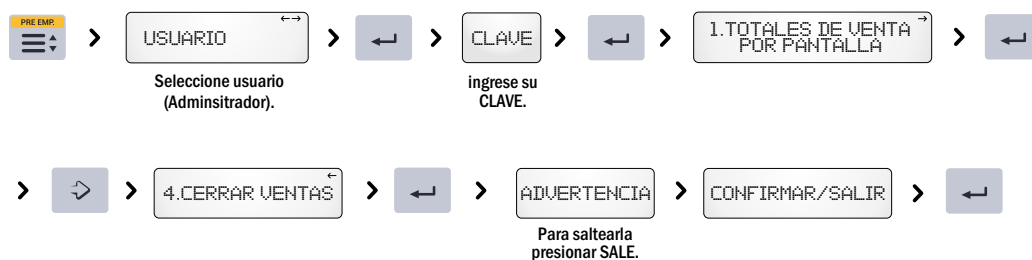 PRE EMP.
USUARIO
Seleccione usuario
(Adminsitrador).
CLAVE
ingrese su
CLAVE.
1.TOTALES DE VENTA
POR PANTALLA
4.CERRAR VENTAS
ADVERTENCIA
Para saltearla
presionar SALE.
CONFIRMAR/SALIR